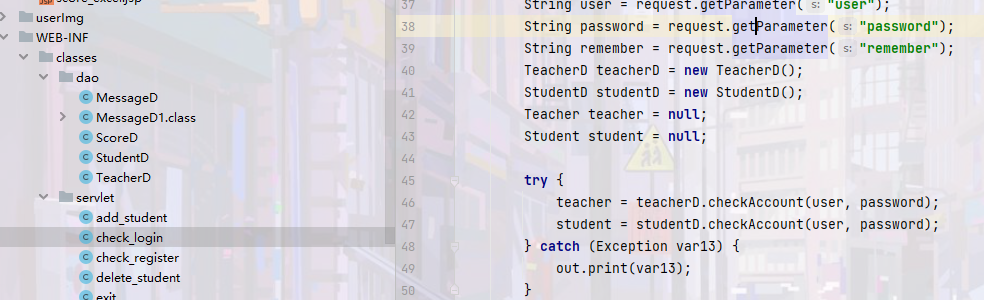 score_excel.jsp
userImg
WEB-INF
classes
dao
MessageD
MessageD1.class
ScoreD
StudentD
TeacherD
servlet
add_student
check_login
check_register
delete_student
exit
37 String user = request.getParameter( s: "user");
38 String password = request.getParameter( s: "password");
39 String remember = request.getParameter( s: "remember");
40 TeacherD teacherD = new TeacherD();
41 StudentD studentD = new StudentD();
42 Teacher teacher = null;
43 Student student = null;
44
45 try {
46 teacher = teacherD.checkAccount(user, password);
47 student = studentD.checkAccount(user, password);
48 } catch (Exception var13) {
49 out.print(var13);
50 }